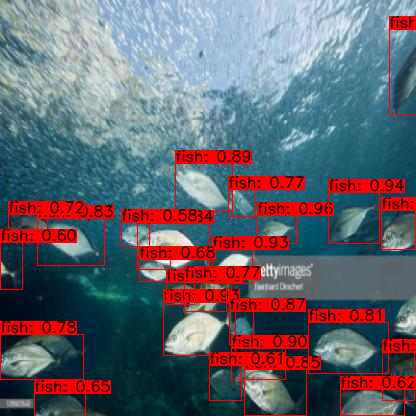 fish
fish: 0.89
fish: 0.77
fish: 0.94
fish:
fish: 0.72
fish: 0.96
fish: 0.58
fish: 0.60
fish: 0.93
fish: 0.68
fish: 0.77
gettyimages®
Reinhard Dirscherl
fish: 0.87
fish: 0.81
fish: 0.78
fish: 0.90
fish: 0.61
fish:
fish: 0.65
fish: 0.62